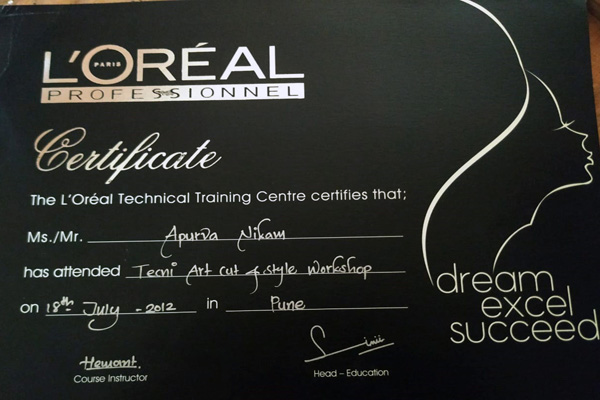 L'ORÉAL
PARIS
PROFESSIONNEL
Certificate
The L'Oréal Technical Training Centre certifies that;
Ms./Mr. Apurva Nikam
has attended Tecni Art cut & style workshop
on 18th July - 2012 in Pune
dream
excel
succeed
Hemant.
Course Instructor
Head – Education